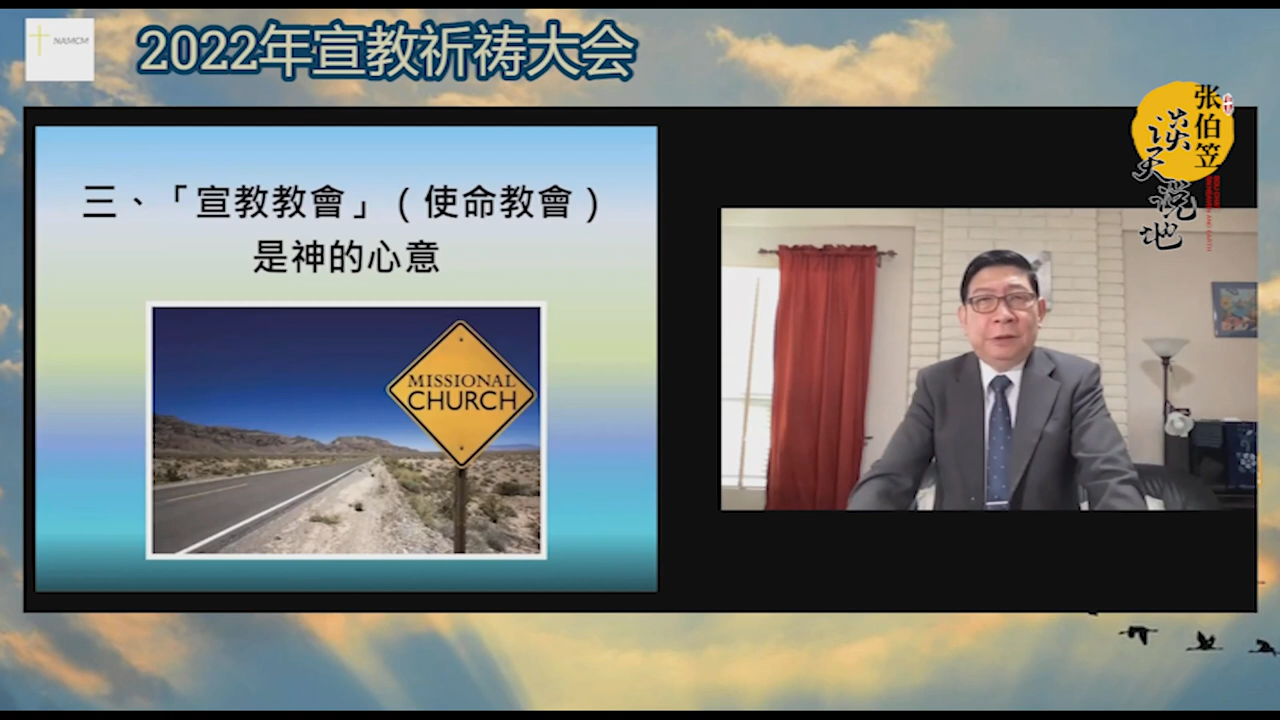 NAMCM
2022年宣教祈祷大会
三、「宣教教會」（使命教會）
是神的心意
MISSIONAL
CHURCH
张伯笠
谈天说地